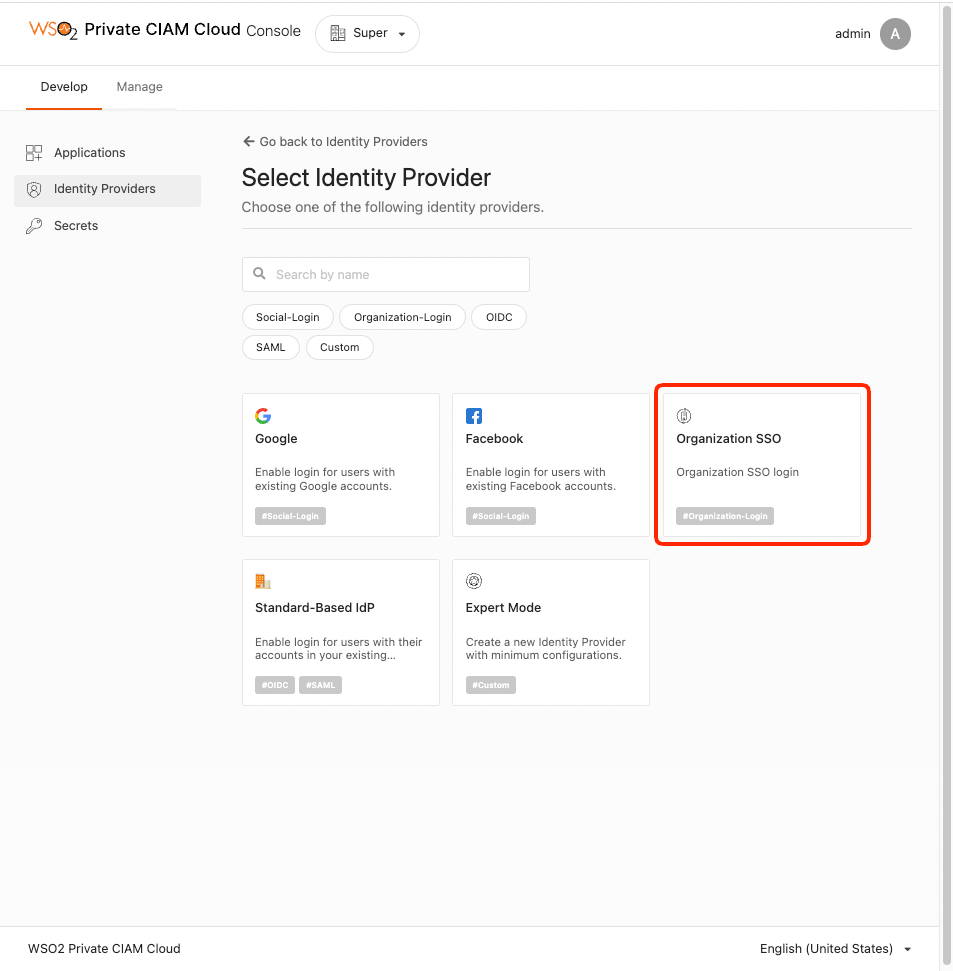 WSO2 Private CIAM Cloud Console
Super
admin
A
Develop
Manage
Applications
Identity Providers
Secrets
Go back to Identity Providers
Select Identity Provider
Choose one of the following identity providers.
Search by name
Social-Login
Organization-Login
OIDC
SAML
Custom
Google
Enable login for users with
existing Google accounts.
#Social-Login
Facebook
Enable login for users with
existing Facebook accounts.
#Social-Login
Organization SSO
Organization SSO login
#Organization-Login
Standard-Based IdP
Enable login for users with their
accounts in your existing...
#OIDC #SAML
Expert Mode
Create a new Identity Provider
with minimum configurations.
#Custom
WSO2 Private CIAM Cloud
English (United States)